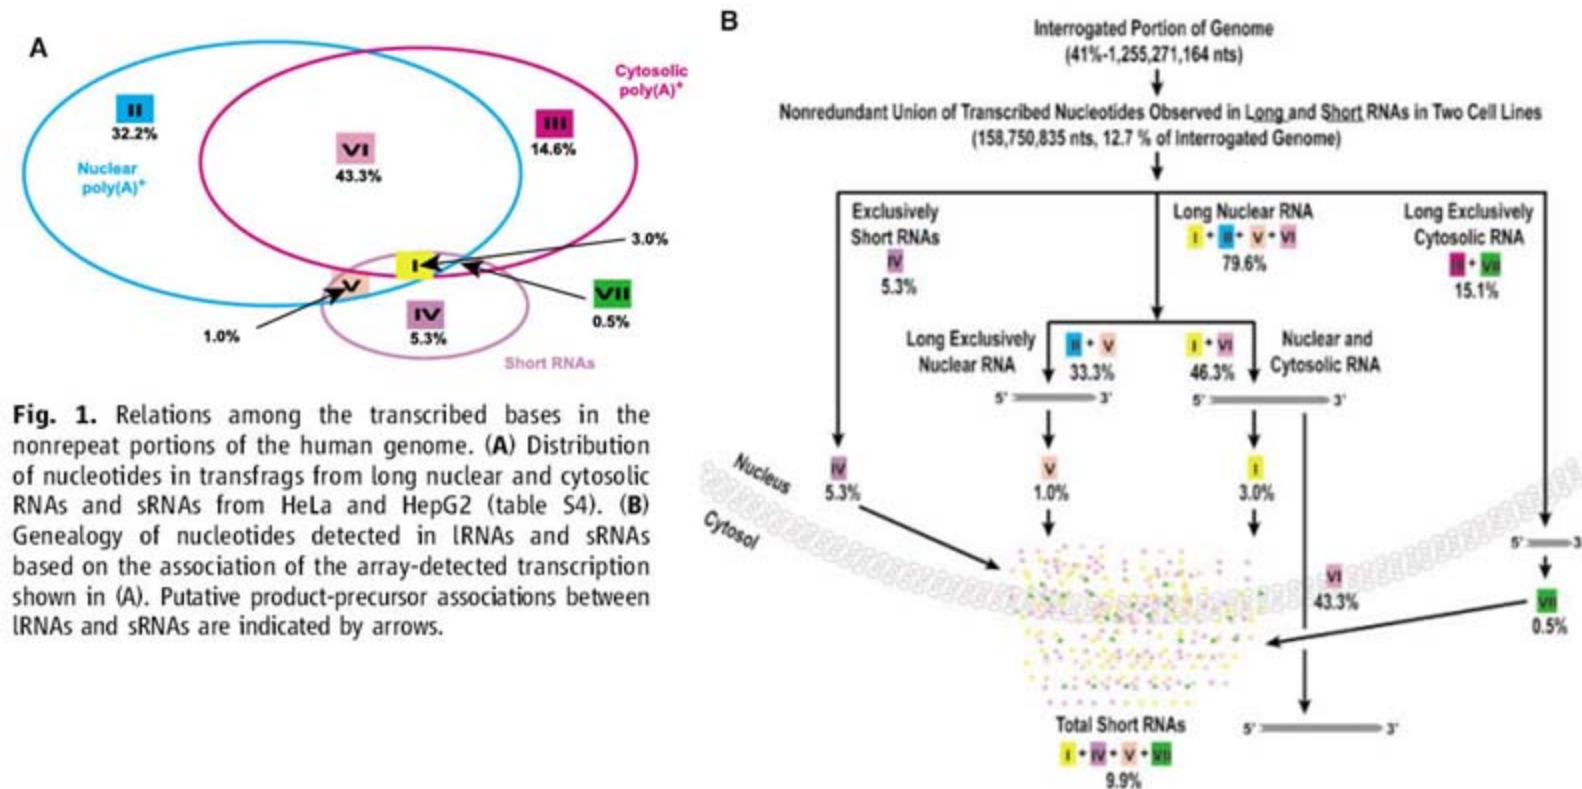 A
II
32.2%
Nuclear
poly(A)+
VI
43.3%
Cytosolic
poly(A)+
III
14.6%
3.0%
I
V
VII
0.5%
1.0%
IV
5.3%
Short RNAs
Fig. 1. Relations among the transcribed bases in the
nonrepeat portions of the human genome. (A) Distribution
of nucleotides in transfrags from long nuclear and cytosolic
RNAs and sRNAs from HeLa and HepG2 (table S4). (B)
Genealogy of nucleotides detected in lRNAs and sRNAs
based on the association of the array-detected transcription
shown in (A). Putative product-precursor associations between
lRNAs and sRNAs are indicated by arrows.
B
Interrogated Portion of Genome
(41%-1,255,271,164 nts)
Nonredundant Union of Transcribed Nucleotides Observed in Long and Short RNAs in Two Cell Lines
(158,750,835 nts, 12.7 % of Interrogated Genome)
Exclusively
Short RNAs
IV
5.3%
Long Nuclear RNA
I + II + V + VI
79.6%
Long Exclusively
Cytosolic RNA
III + VII
15.1%
Long Exclusively
Nuclear RNA
II + V
33.3%
I + VI
46.3%
Nuclear and
Cytosolic RNA
5' 3'
5' 3'
Nucleus
Cytosol
IV
5.3%
V
1.0%
I
3.0%
5' 3
VI
43.3%
VII
0.5%
Total Short RNAs
I + IV + V + VII
9.9%
5' 3'